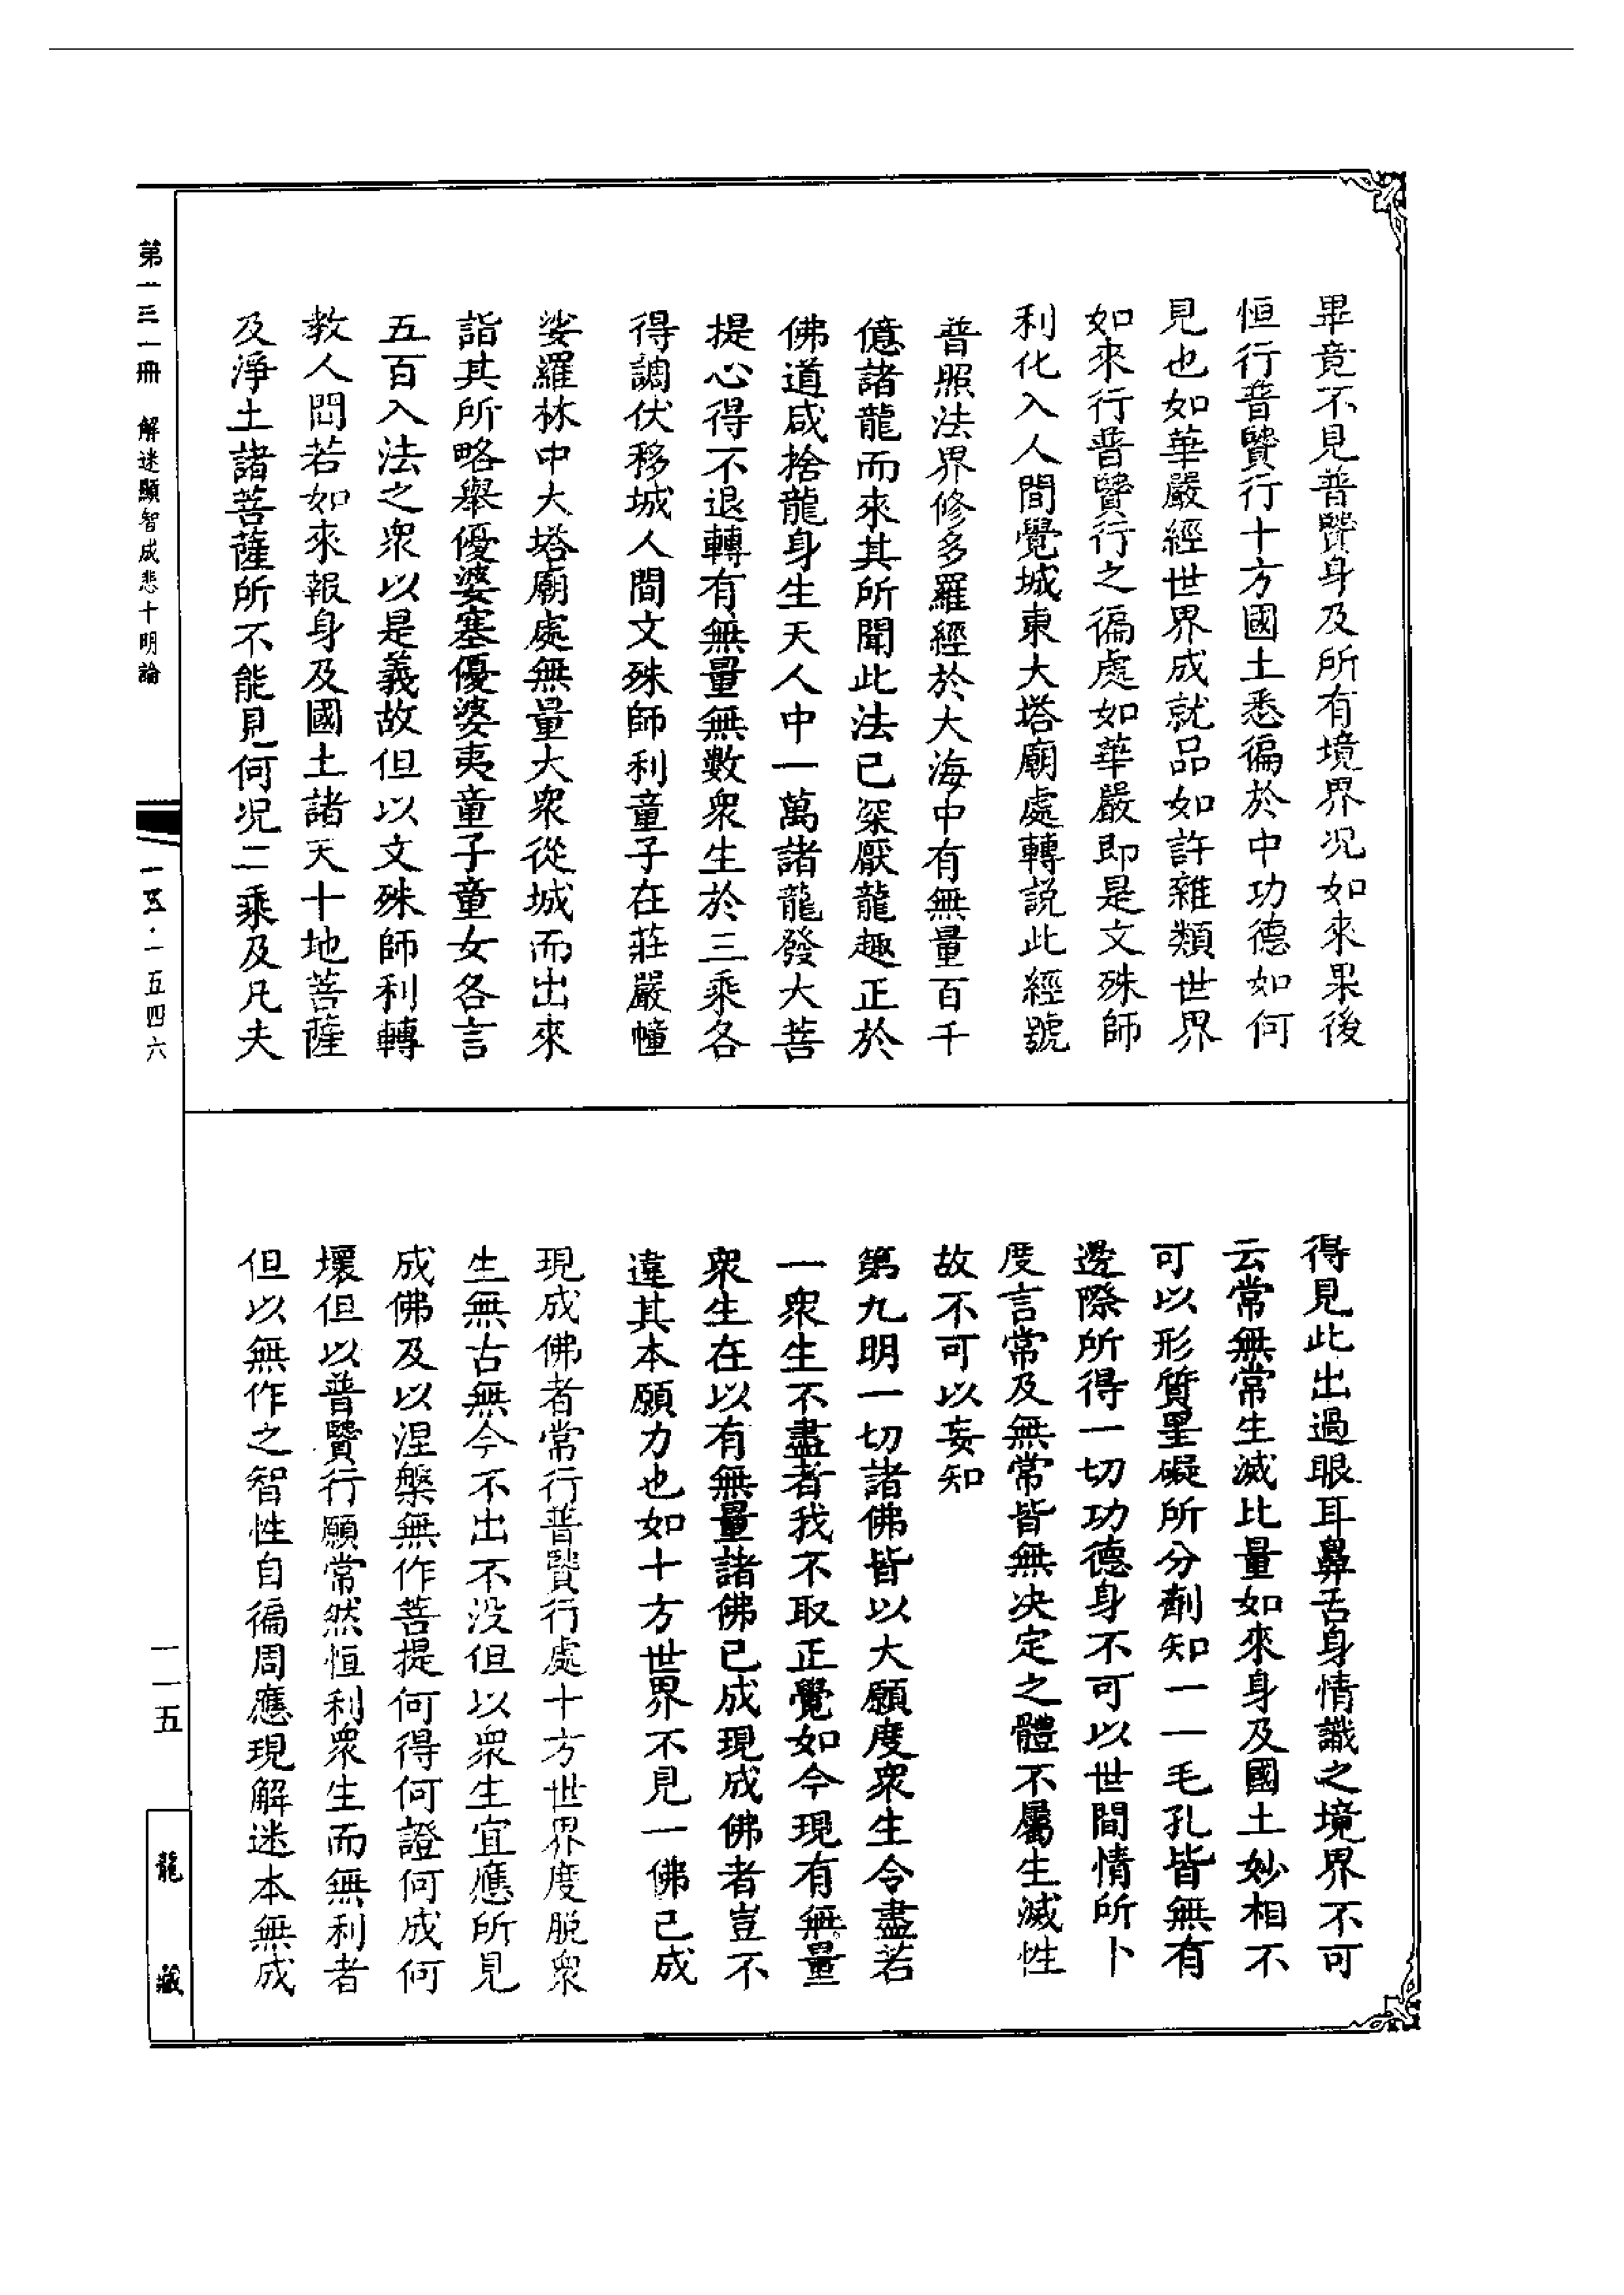 畢竟不見普賢身及所有境界况如來果後
恒行普賢行十方國土悉徧於中功德如何
見也如華嚴經世界成就品如許雜類世界
如來行普賢行之徧處如華嚴即是文殊師
利化入人間覺城東大塔廟處轉説此經號
普照法界修多羅經於大海中有無量百千
億諸龍而來其所聞此法已深厭龍趣正於
佛道咸捨龍身生天人中一萬諸龍發大菩
提心得不退轉有無量無數衆生於三乘各
得調伏移城人間文殊師利童子在莊嚴幢
娑羅林中大塔廟處無量大衆從城而出來
詣其所略舉優婆塞優婆夷童子童女各言
五百入法之衆以是義故但以文殊師利轉
教人問若如來報身及國土諸天十地菩薩
及淨土諸菩薩所不能見何况二乘及凡夫
得見此出過眼耳鼻舌身情識之境界不可
云常無常生滅比量如來身及國土妙相不
可以形質罣礙所分劑知一一毛孔皆無有
邊際所得一切功德身不可以世間情所卜
度言常及無常皆無决定之體不屬生滅性
故不可以妄知
第九明一切諸佛皆以大願度衆生令盡若
一衆生不盡者我不取正覺如今現有無量
衆生在以有無量諸佛已成現成佛者豈不
違其本願力也如十方世界不見一佛已成
現成佛者常行普賢行處十方世界度脱衆
生無古無今不出不没但以衆生宜應所見
成佛及以涅槃無作菩提何得何證何成何
壞但以普賢行願常然恒利衆生而無利者
但以無作之智性自徧周應現解迷本無成
第一三一冊 解迷顯智成悲十明論
一五·一五四六
一一五
龍藏